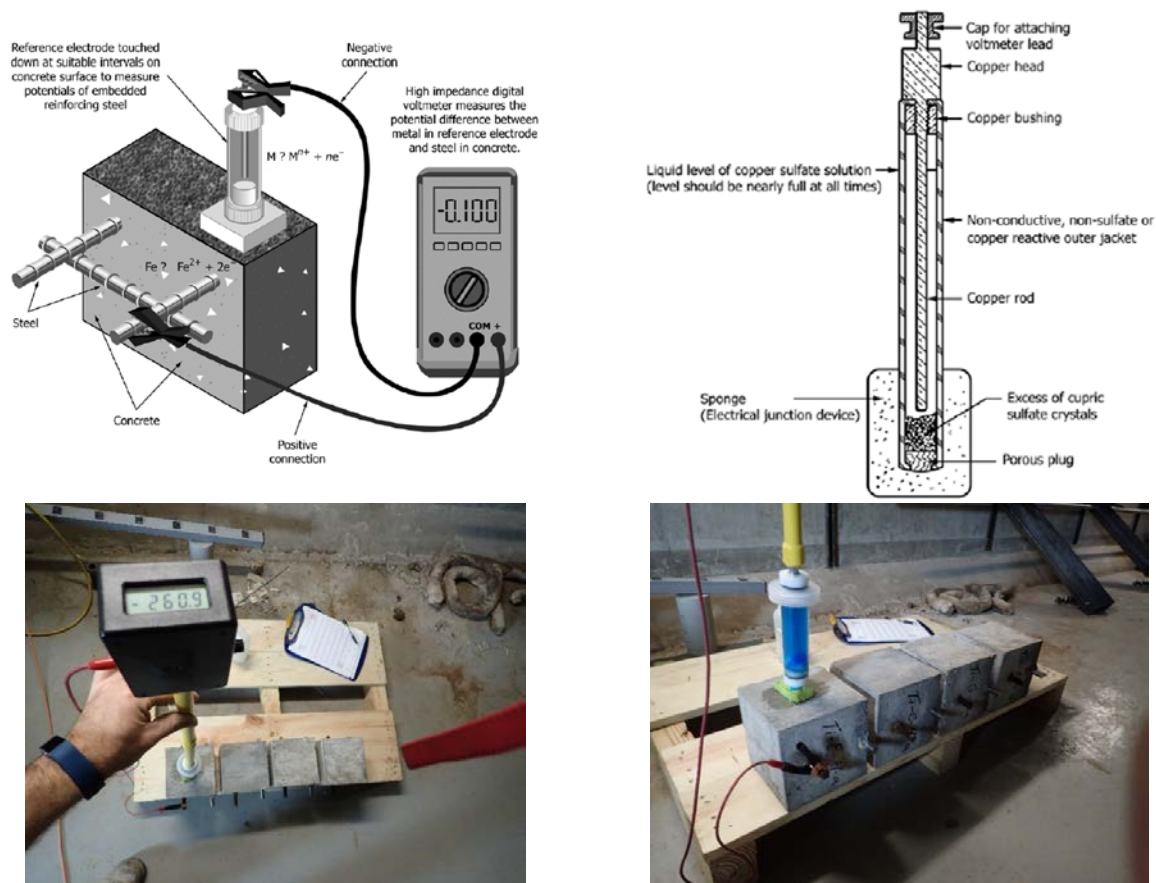 Reference electrode touched
down at suitable intervals on
concrete surface to measure
potentials of embedded
reinforcing steel
Negative
connection
High impedance digital
voltmeter measures the
potential difference between
metal in reference electrode
and steel in concrete.
M ? Mⁿ⁺ + ne⁻
-0.100
Fe ? Fe²⁺ + 2e⁻
Steel
COM +
Concrete
Positive
connection
Cap for attaching
voltmeter lead
Copper head
Copper bushing
Liquid level of copper sulfate solution
(level should be nearly full at all times)
Non-conductive, non-sulfate or
copper reactive outer jacket
Copper rod
Sponge
(Electrical junction device)
Excess of cupric
sulfate crystals
Porous plug
- 260.9